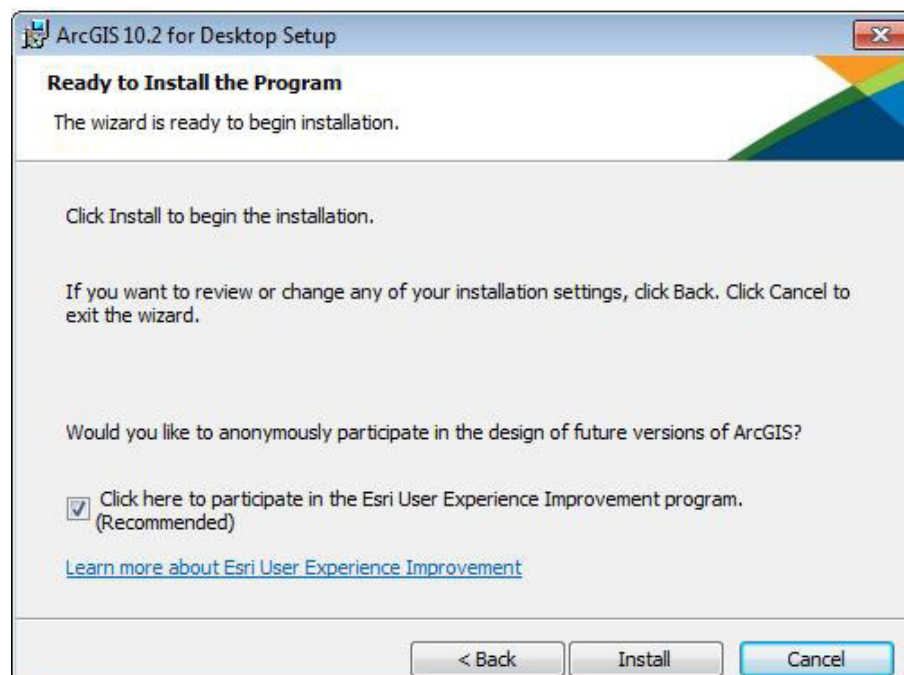 ArcGIS 10.2 for Desktop Setup
Ready to Install the Program
The wizard is ready to begin installation.
Click Install to begin the installation.
If you want to review or change any of your installation settings, click Back. Click Cancel to
exit the wizard.
Would you like to anonymously participate in the design of future versions of ArcGIS?
Click here to participate in the Esri User Experience Improvement program.
(Recommended)
Learn more about Esri User Experience Improvement
< Back Install Cancel